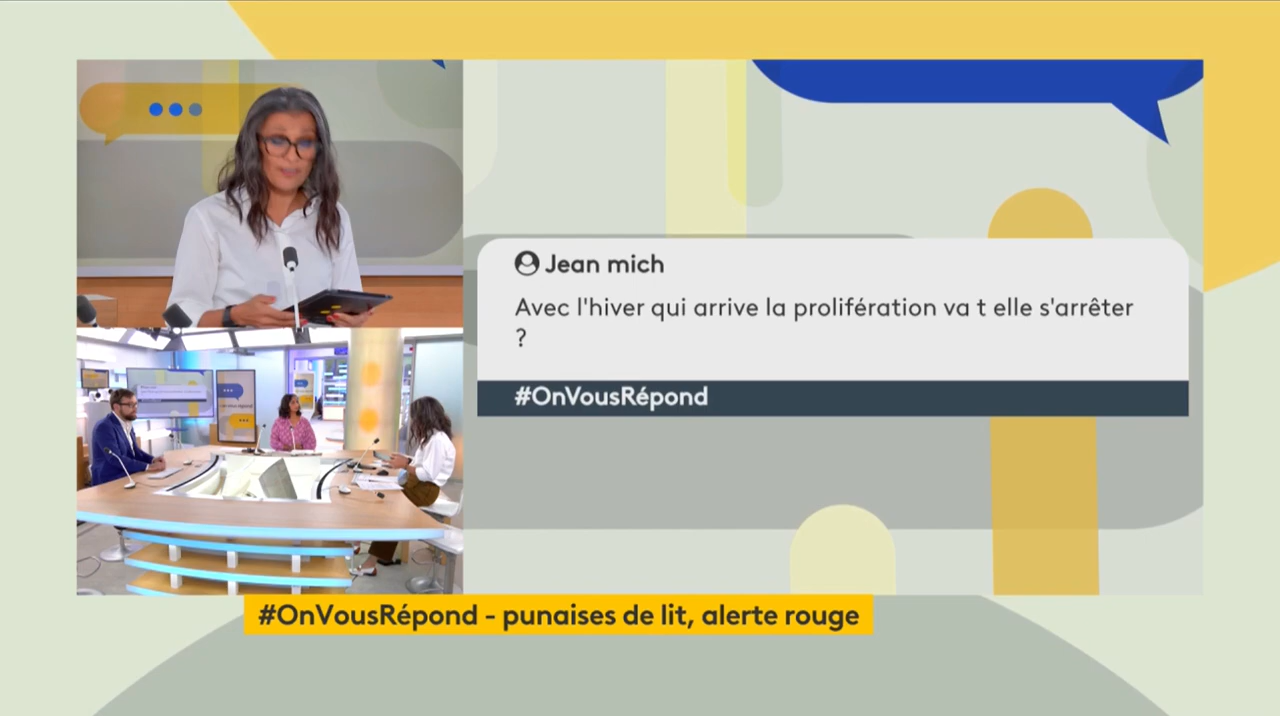 Jean mich
Avec l'hiver qui arrive la prolifération va t elle s'arrêter
?
#OnVousRépond
#OnVousRépond - punaises de lit, alerte rouge